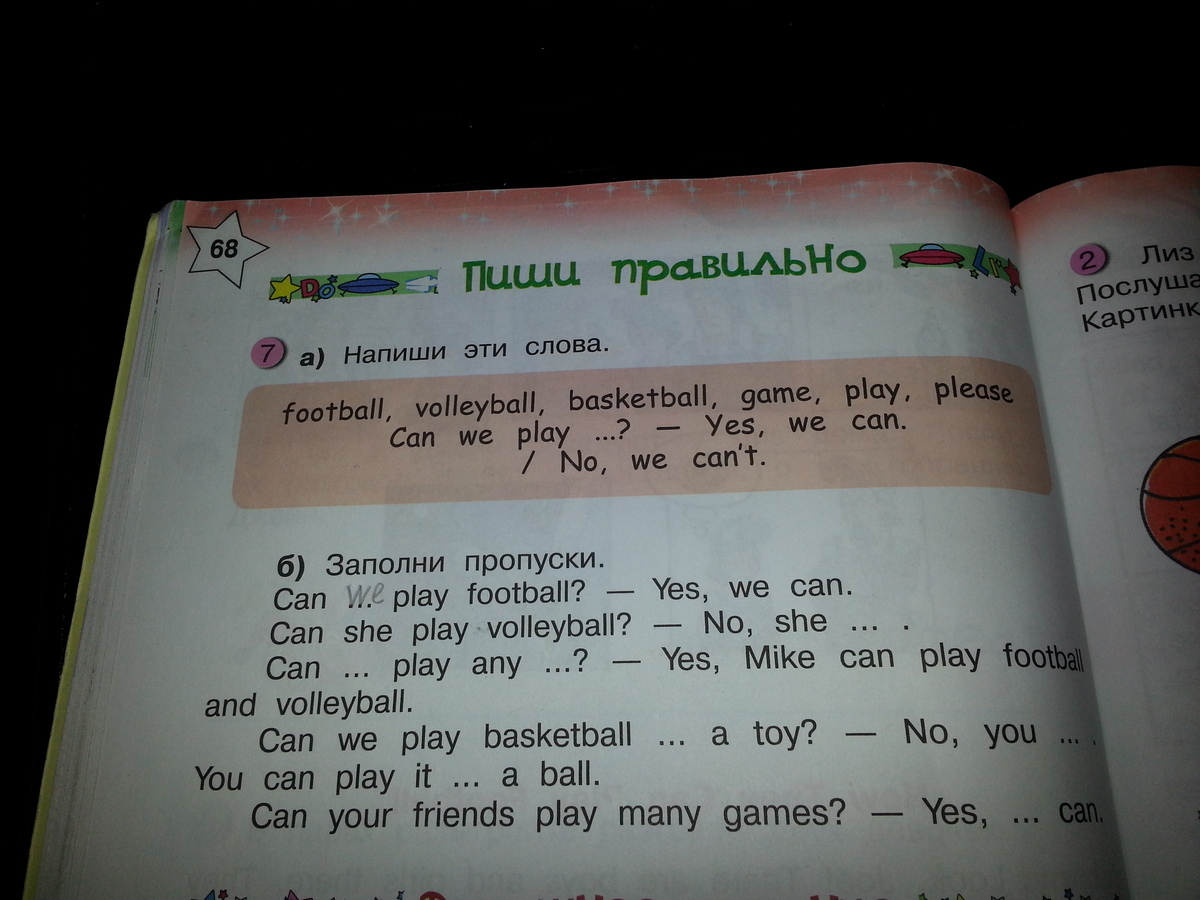 68
Пиши правильно
7 а) Напиши эти слова.
football, volleyball, basketball, game, play, please
Can we play ...? — Yes, we can.
/ No, we can't.
б) Заполни пропуски.
Can ... we play football? — Yes, we can.
Can she play volleyball? — No, she ... .
Can ... play any ...? — Yes, Mike can play football
and volleyball.
Can we play basketball ... a toy? — No, you ... .
You can play it ... a ball.
Can your friends play many games? — Yes, ... can.
2 Лиз
Послуша
Картинк